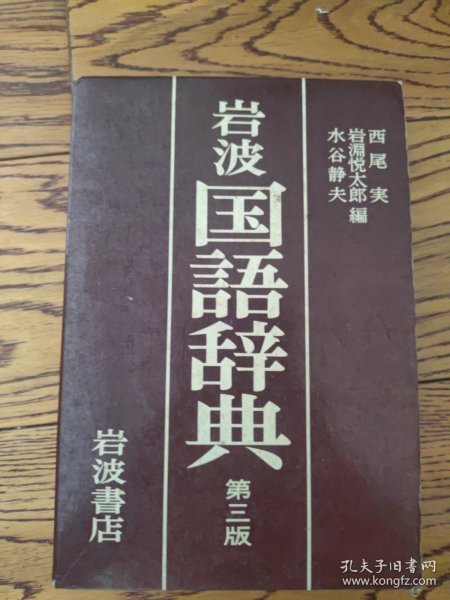 西尾実
岩淵悦太郎 編
水谷静夫
岩波
国語辞典
第三版
岩波書店
孔夫子旧书网
www.kongfz.com